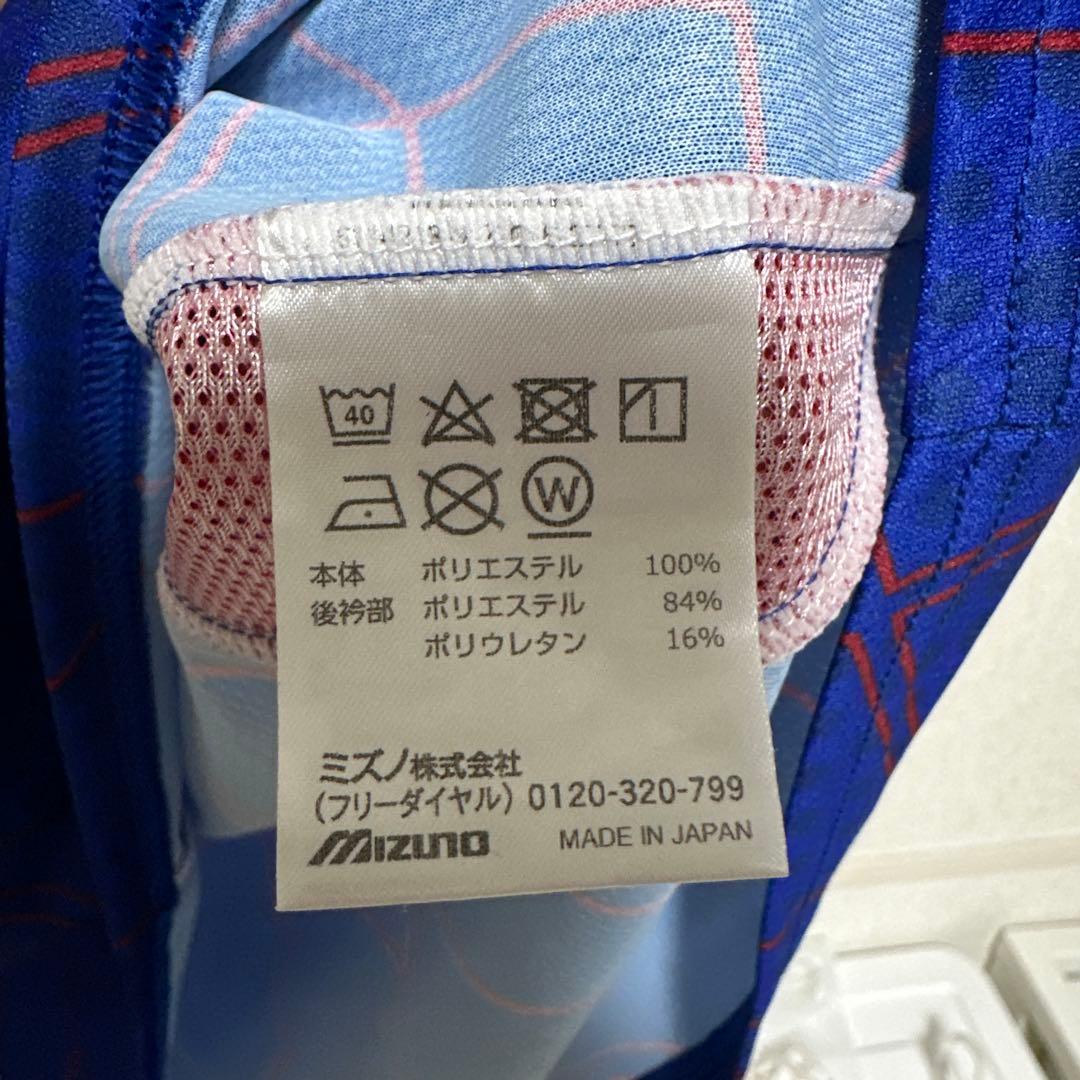 40
W
本体 ポリエステル 100%
後衿部 ポリエステル 84%
ポリウレタン 16%
ミズノ株式会社
(フリーダイヤル) 0120-320-799
MIZUNO MADE IN JAPAN